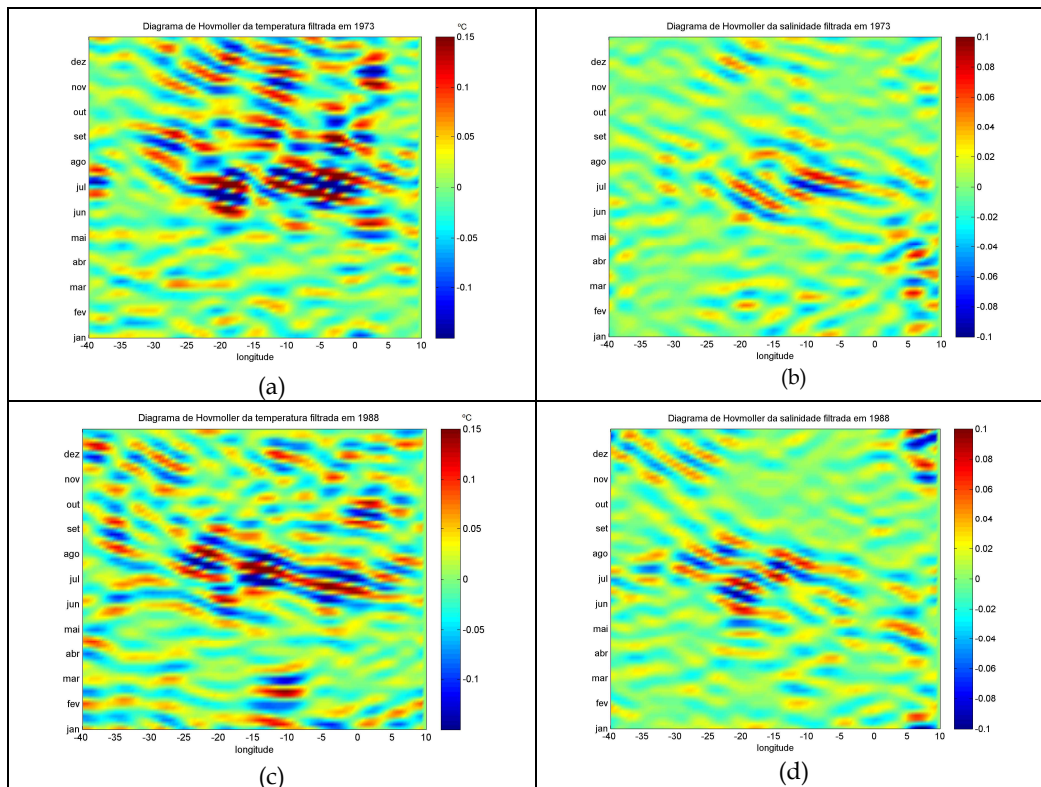 Diagrama de Hovmoller da temperatura filtrada em 1973
ºC
dez
nov
out
set
ago
jul
jun
mai
abr
mar
fev
jan
-40 -35 -30 -25 -20 -15 -10 -5 0 5 10
longitude
0.15
0.1
0.05
0
-0.05
-0.1
(a)
Diagrama de Hovmoller da salinidade filtrada em 1973
dez
nov
out
set
ago
jul
jun
mai
abr
mar
fev
jan
-40 -35 -30 -25 -20 -15 -10 -5 0 5 10
longitude
0.1
0.08
0.06
0.04
0.02
0
-0.02
-0.04
-0.06
-0.08
-0.1
(b)
Diagrama de Hovmoller da temperatura filtrada em 1988
ºC
dez
nov
out
set
ago
jul
jun
mai
abr
mar
fev
jan
-40 -35 -30 -25 -20 -15 -10 -5 0 5 10
longitude
0.15
0.1
0.05
0
-0.05
-0.1
(c)
Diagrama de Hovmoller da salinidade filtrada em 1988
dez
nov
out
set
ago
jul
jun
mai
abr
mar
fev
jan
-40 -35 -30 -25 -20 -15 -10 -5 0 5 10
longitude
0.1
0.08
0.06
0.04
0.02
0
-0.02
-0.04
-0.06
-0.08
-0.1
(d)